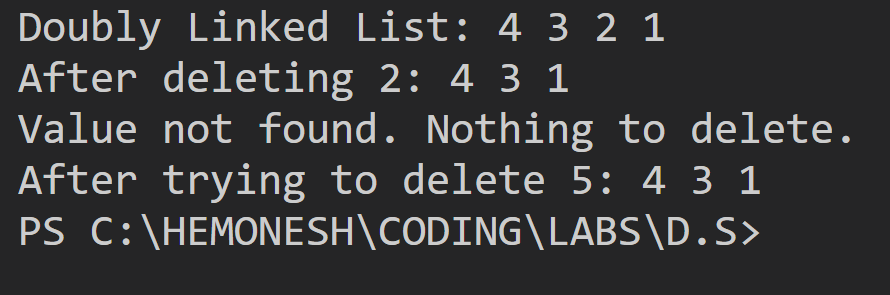 Doubly Linked List: 4 3 2 1
After deleting 2: 4 3 1
Value not found. Nothing to delete.
After trying to delete 5: 4 3 1
PS C:\HEMONESH\CODING\LABS\D.S>